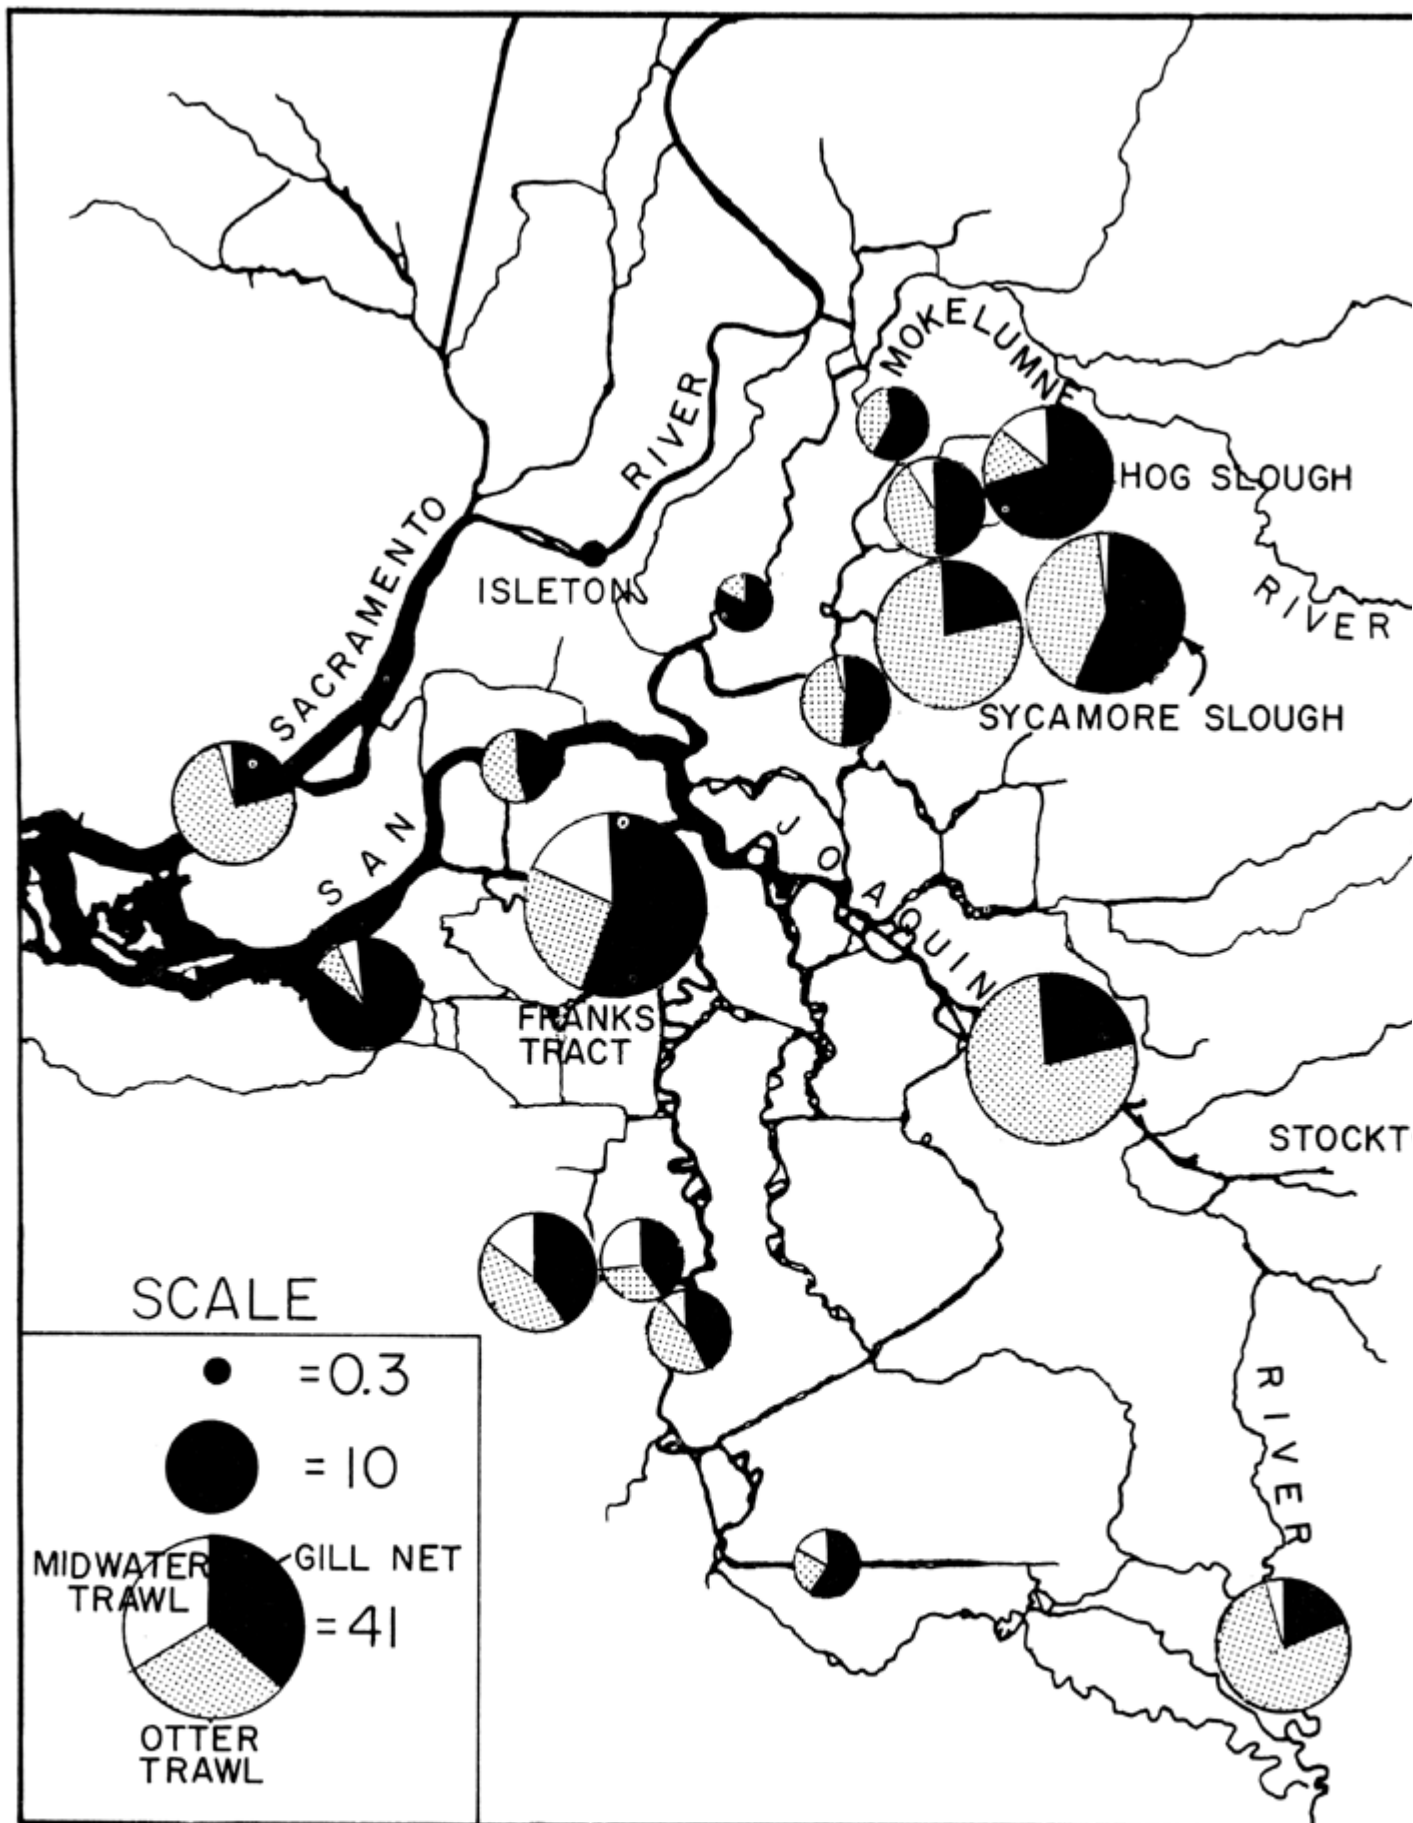 MOKELUMNE
RIVER
HOG SLOUGH
SACRAMENTO
ISLETON
RIVER
SYCAMORE SLOUGH
SAN
JOAQUIN
FRANKS
TRACT
STOCKT
SCALE
=0.3
=10
MIDWATER
TRAWL
GILL NET
=41
OTTER
TRAWL
RIVER